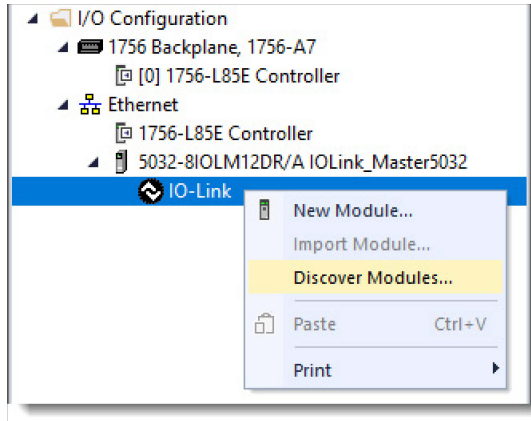 I/O Configuration
1756 Backplane, 1756-A7
[0] 1756-L85E Controller
Ethernet
1756-L85E Controller
5032-8IOLM12DR/A IOLink_Master5032
IO-Link
New Module...
Import Module...
Discover Modules...
Paste Ctrl+V
Print